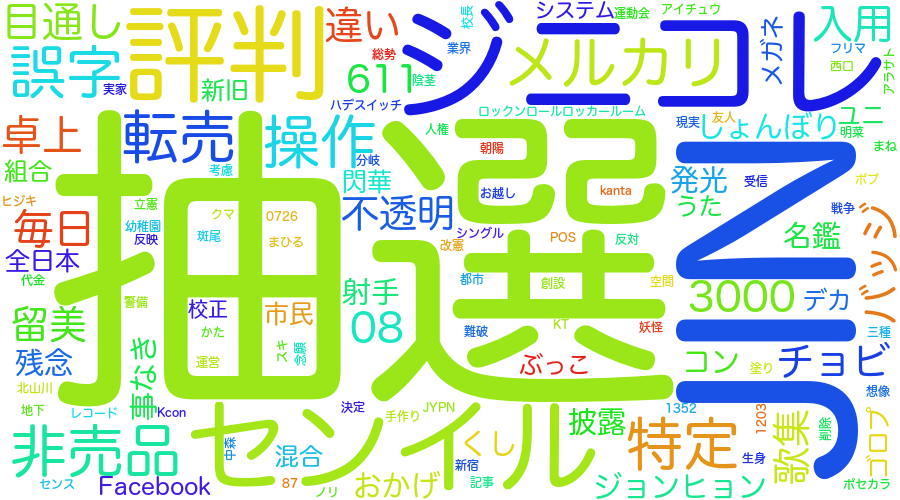 目通し
評判
違い
ジニコレ
システム
運動会
アイチュウ
校長
入用
誤字
新旧
611
総勢
業界
メルカリ
メガネ
フリマ
西口
アラサト
実家
陰茎
ハデスイッチ
卓上
転売
操作
ロックンロールロッカールーム
人権
現実
友人
しょんぼり
ユニ
明菜
まね
組合
考慮
分岐
閃華
朝陽
お越し
kanta
発光
受信
ポプ
ヒジキ
毎日
立憲
幼稚園
反映
クマ
0726
斑尾
まひる
不透明
改憲
シングル
POS
反対
うた
戦争
名鑑
バツ
全日本
代金
警備
抽選
射手
都市
創設
空間
3000
デカ
留美
校正
市民
かた
08
難破
KT
妖怪
三種
残念
事なき
運営
スキ
念願
ぶっこ
コン
塗り
チョビ
想像
北山川
地下
レコード
Kcon
センイル
決定
手作り
JYPN
披露
1352
1203
歌集
削除
ゴロプ
非売品
中森
混合
くし
特定
生身
センス
Facebook
87
ノリ
おかげ
新宿
記事
ジョンヒョン
ポセカラ